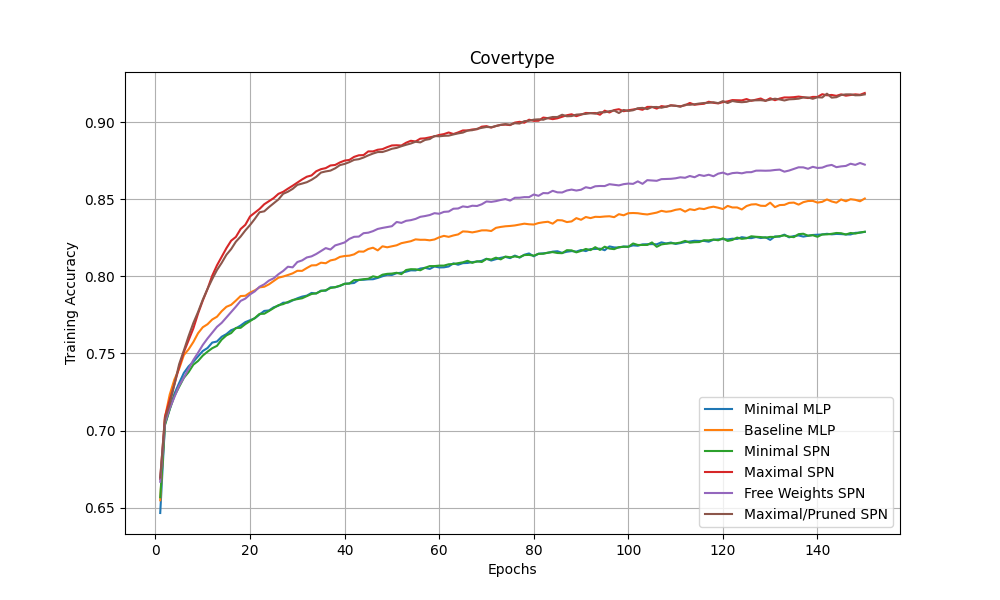 Covertype
Training Accuracy
0.90
0.85
0.80
0.75
0.70
0.65
0
20
40
60
80
100
120
140
Epochs
Minimal MLP
Baseline MLP
Minimal SPN
Maximal SPN
Free Weights SPN
Maximal/Pruned SPN